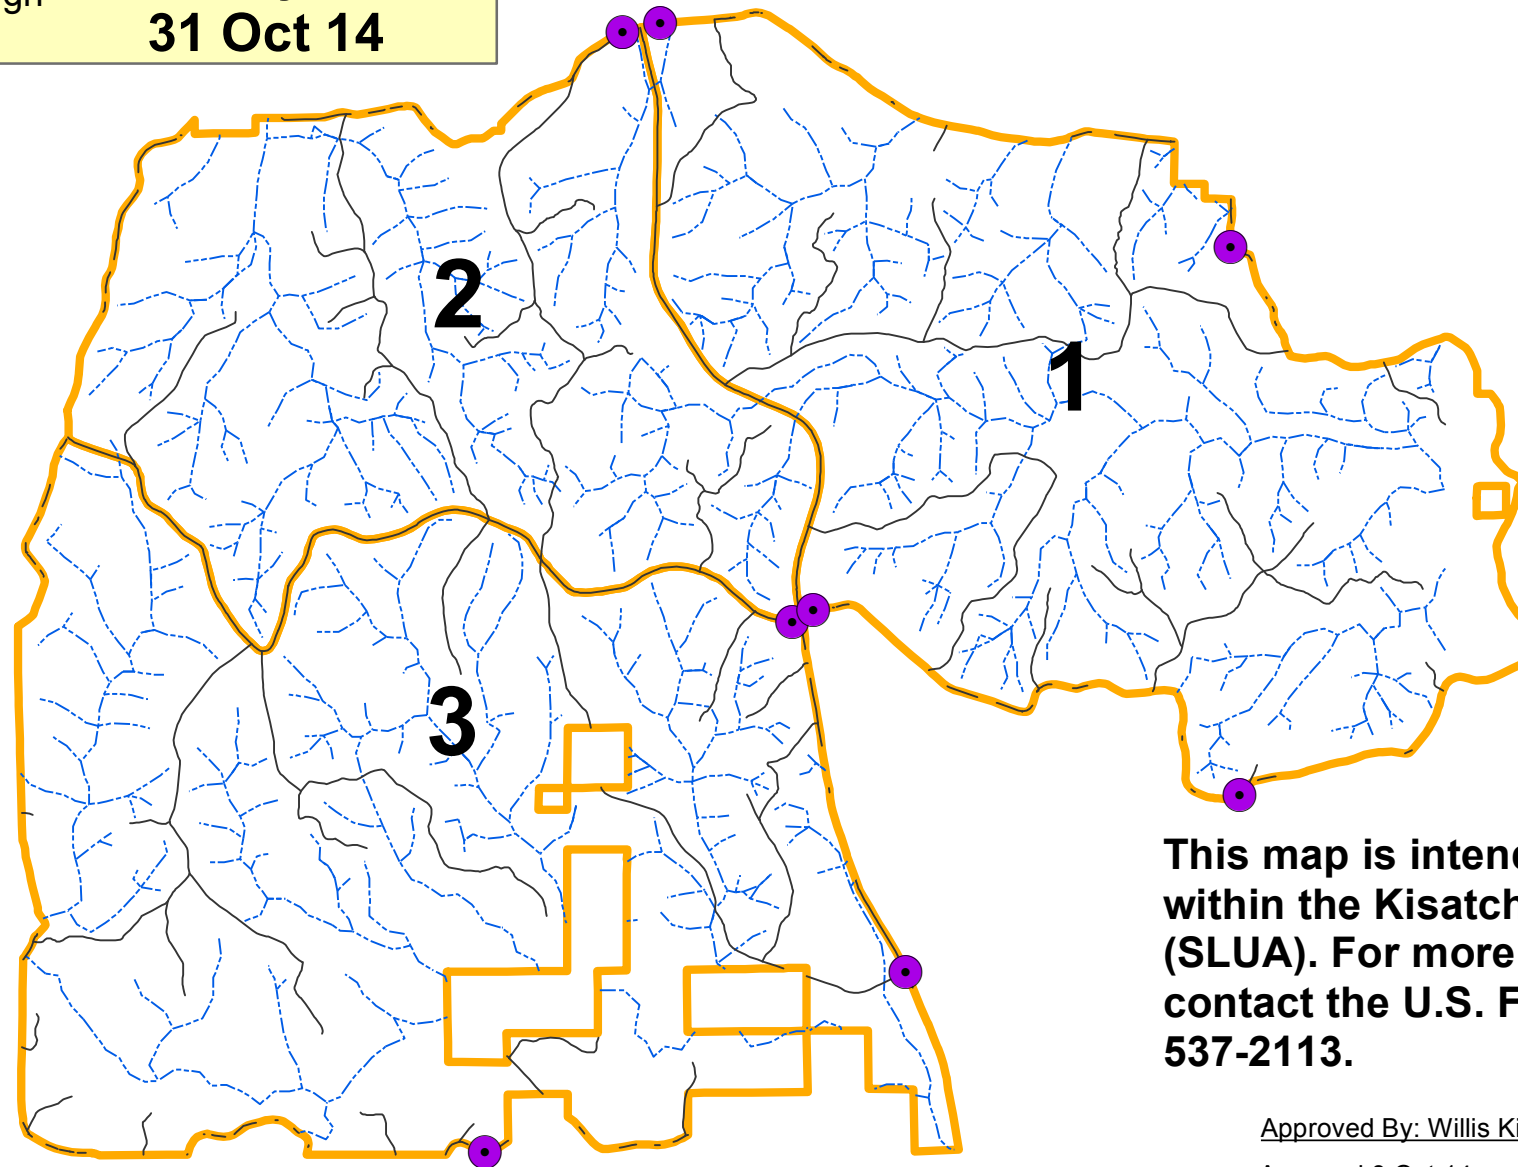 31 Oct 14
2
1
3
This map is inten
within the Kisatch
(SLUA). For more
contact the U.S. F
537-2113.
Approved By: Willis Ki